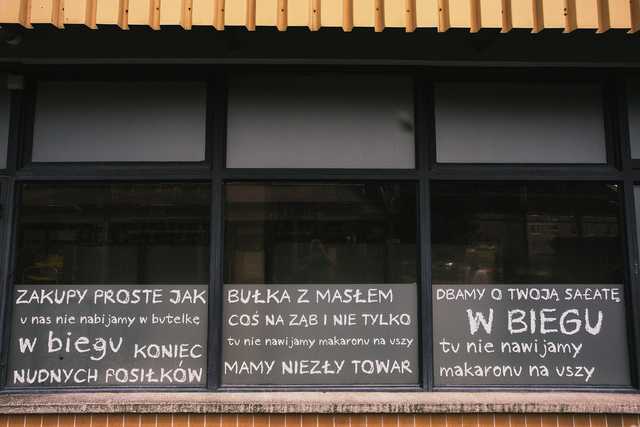 ZAKUPY PROSTE JAK
u nas nie nabijamy w butelkę
w biegu KONIEC
NUDNYCH POSIŁKÓW
BUŁKA Z MASŁEM
COŚ NA ZĄB I NIE TYLKO
tu nie nawijamy makaronu na uszy
MAMY NIEZŁY TOWAR
DBAMY O TWOJĄ SAŁATĘ
W BIEGU
tu nie nawijamy
makaronu na uszy